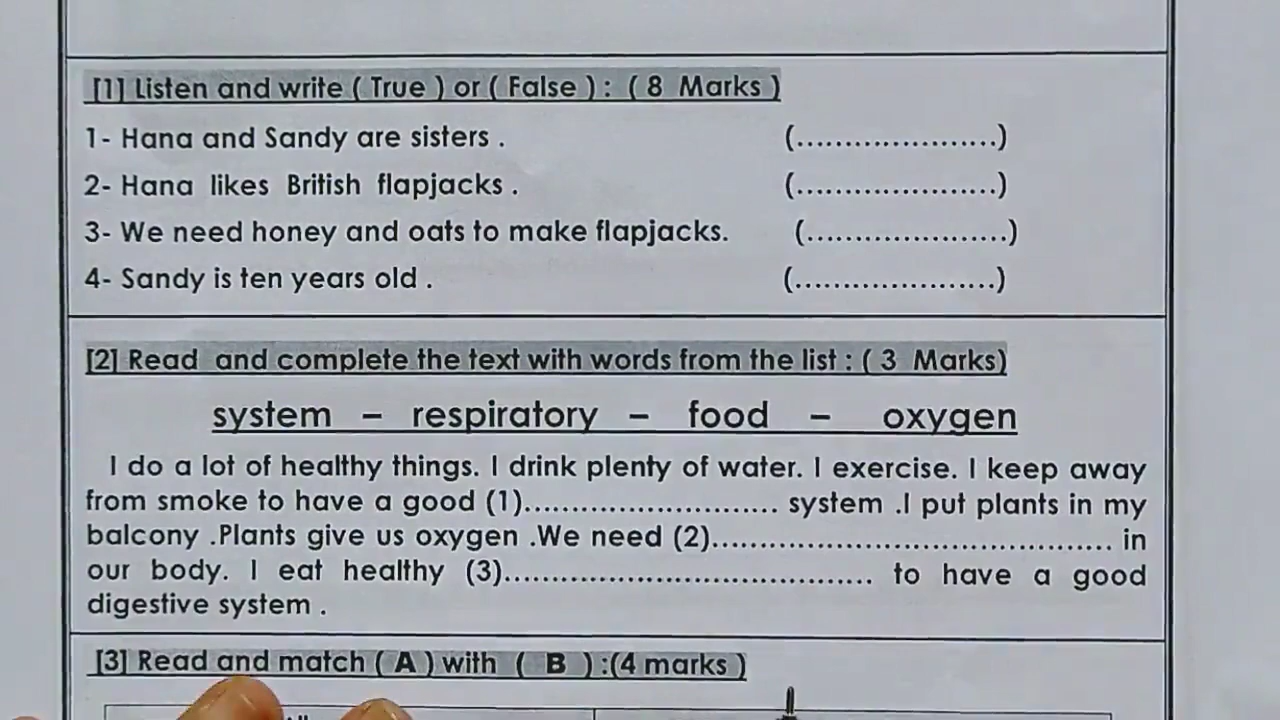 [1] Listen and write ( True ) or ( False ) : ( 8 Marks )
1- Hana and Sandy are sisters . (.....................)
2- Hana likes British flapjacks . (.....................)
3- We need honey and oats to make flapjacks. (.....................)
4- Sandy is ten years old . (.....................)
[2] Read and complete the text with words from the list : ( 3 Marks)
system – respiratory – food – oxygen
I do a lot of healthy things. I drink plenty of water. I exercise. I keep away
from smoke to have a good (1).......................... system .I put plants in my
balcony .Plants give us oxygen .We need (2).......................................... in
our body. I eat healthy (3)....................................... to have a good
digestive system .
[3] Read and match ( A ) with ( B ) :(4 marks )